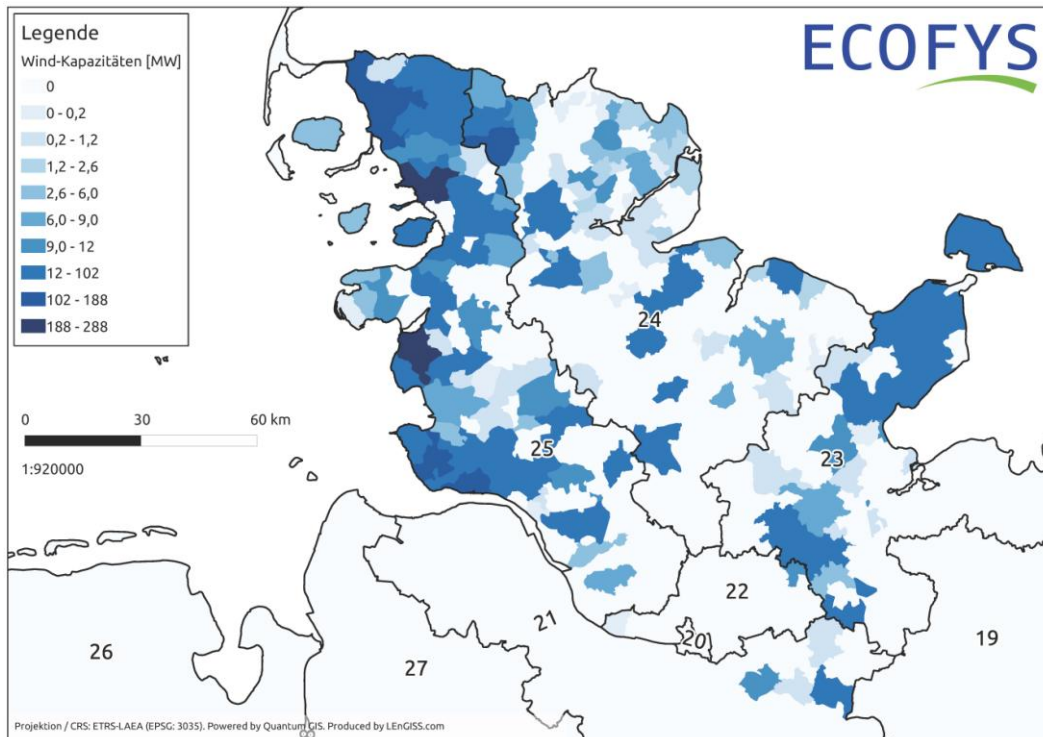 Legende
Wind-Kapazitäten [MW]
0
0 - 0,2
0,2 - 1,2
1,2 - 2,6
2,6 - 6,0
6,0 - 9,0
9,0 - 12
12 - 102
102 - 188
188 - 288
ECOFYS
24
0 30 60 km
1:920000
25
23
22
21
20
19
26
27
Projektion / CRS: ETRS-LAEA (EPSG: 3035). Powered by Quantum GIS. Produced by LEnGISS.com